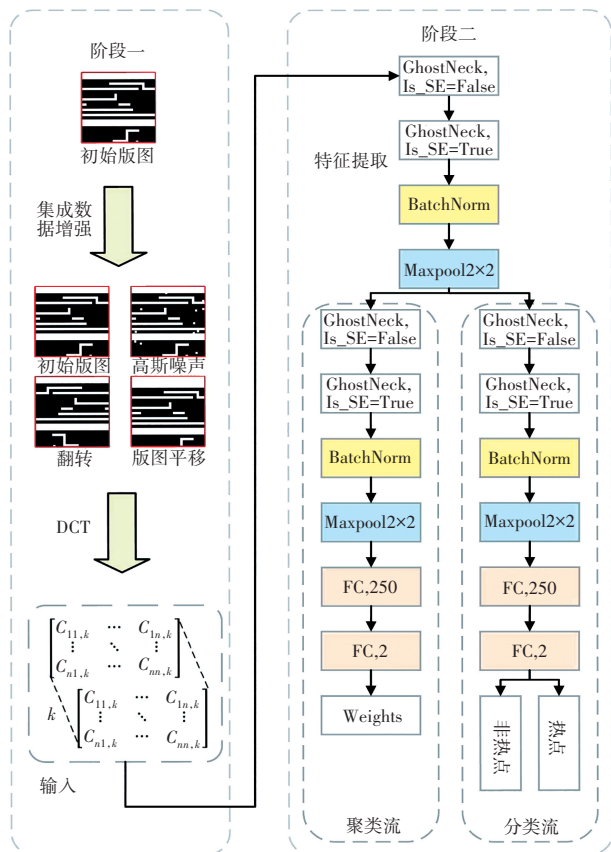 阶段一
初始版图
集成数
据增强
初始版图
高斯噪声
翻转
版图平移
DCT
C11,k ⋯ C1n,k
⋮ ⋱ ⋮
Cn1,k ⋯ Cnn,k
k
C11,k ⋯ C1n,k
⋮ ⋱ ⋮
Cn1,k ⋯ Cnn,k
输入
阶段二
GhostNeck,
Is_SE=False
GhostNeck,
Is_SE=True
特征提取
BatchNorm
Maxpool2×2
GhostNeck,
Is_SE=False
GhostNeck,
Is_SE=True
BatchNorm
Maxpool2×2
FC,250
FC,2
Weights
聚类流
GhostNeck,
Is_SE=False
GhostNeck,
Is_SE=True
BatchNorm
Maxpool2×2
FC,250
FC,2
非热点
热点
分类流